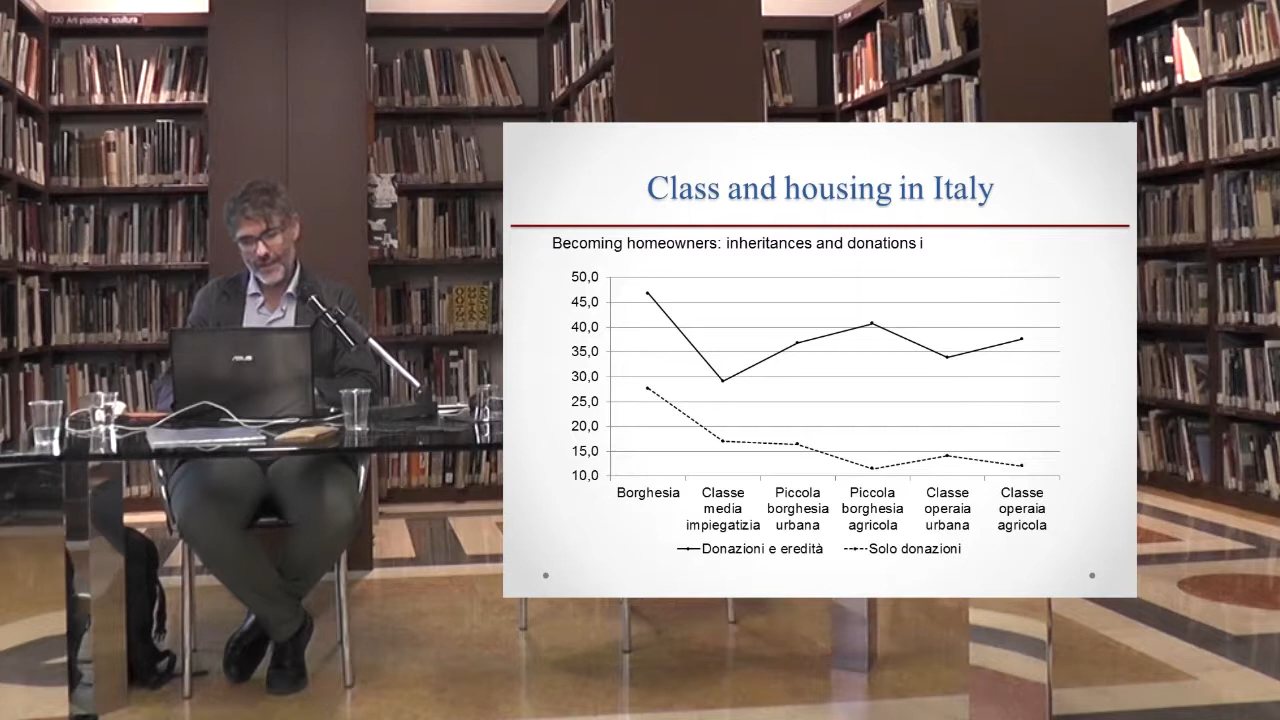 730 Arti plastiche scultura
ASUS
Class and housing in Italy
Becoming homeowners: inheritances and donations i
50,0
45,0
40,0
35,0
30,0
25,0
20,0
15,0
10,0
Borghesia
Classe
media
impiegatizia
Piccola
borghesia
urbana
Piccola
borghesia
agricola
Classe
operaia
urbana
Classe
operaia
agricola
Donazioni e eredità
Solo donazioni